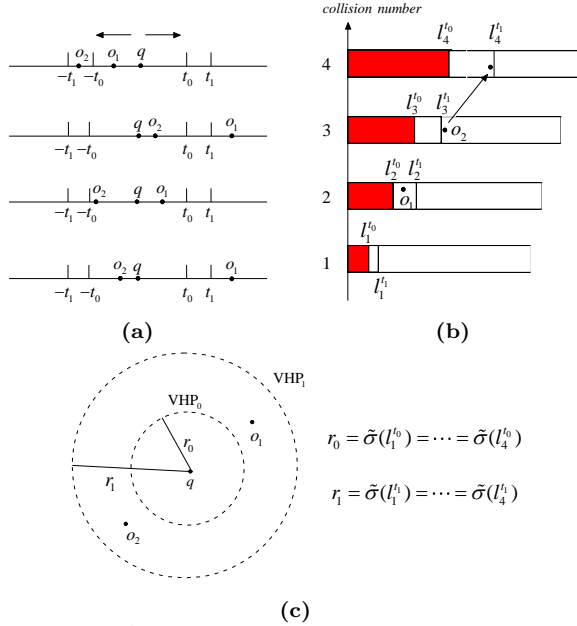 o₂ o₁ q
−t₁ −t₀ t₀ t₁
q o₂ o₁
−t₁ −t₀ t₀ t₁
o₂ q o₁
−t₁ −t₀ t₀ t₁
o₂ q o₁
−t₁ −t₀ t₀ t₁
(a)
collision number
l₄^{t₀} l₄^{t₁}
4
l₃^{t₀} l₃^{t₁}
3 o₂
l₂^{t₀} l₂^{t₁}
2 o₁
l₁^{t₀}
1
l₁^{t₁}
(b)
VHP₁
VHP₀
o₁
r₀
r₁ q
o₂
r₀ = σ̃(l₁^{t₀}) = ⋯ = σ̃(l₄^{t₀})
r₁ = σ̃(l₁^{t₁}) = ⋯ = σ̃(l₄^{t₁})
(c)